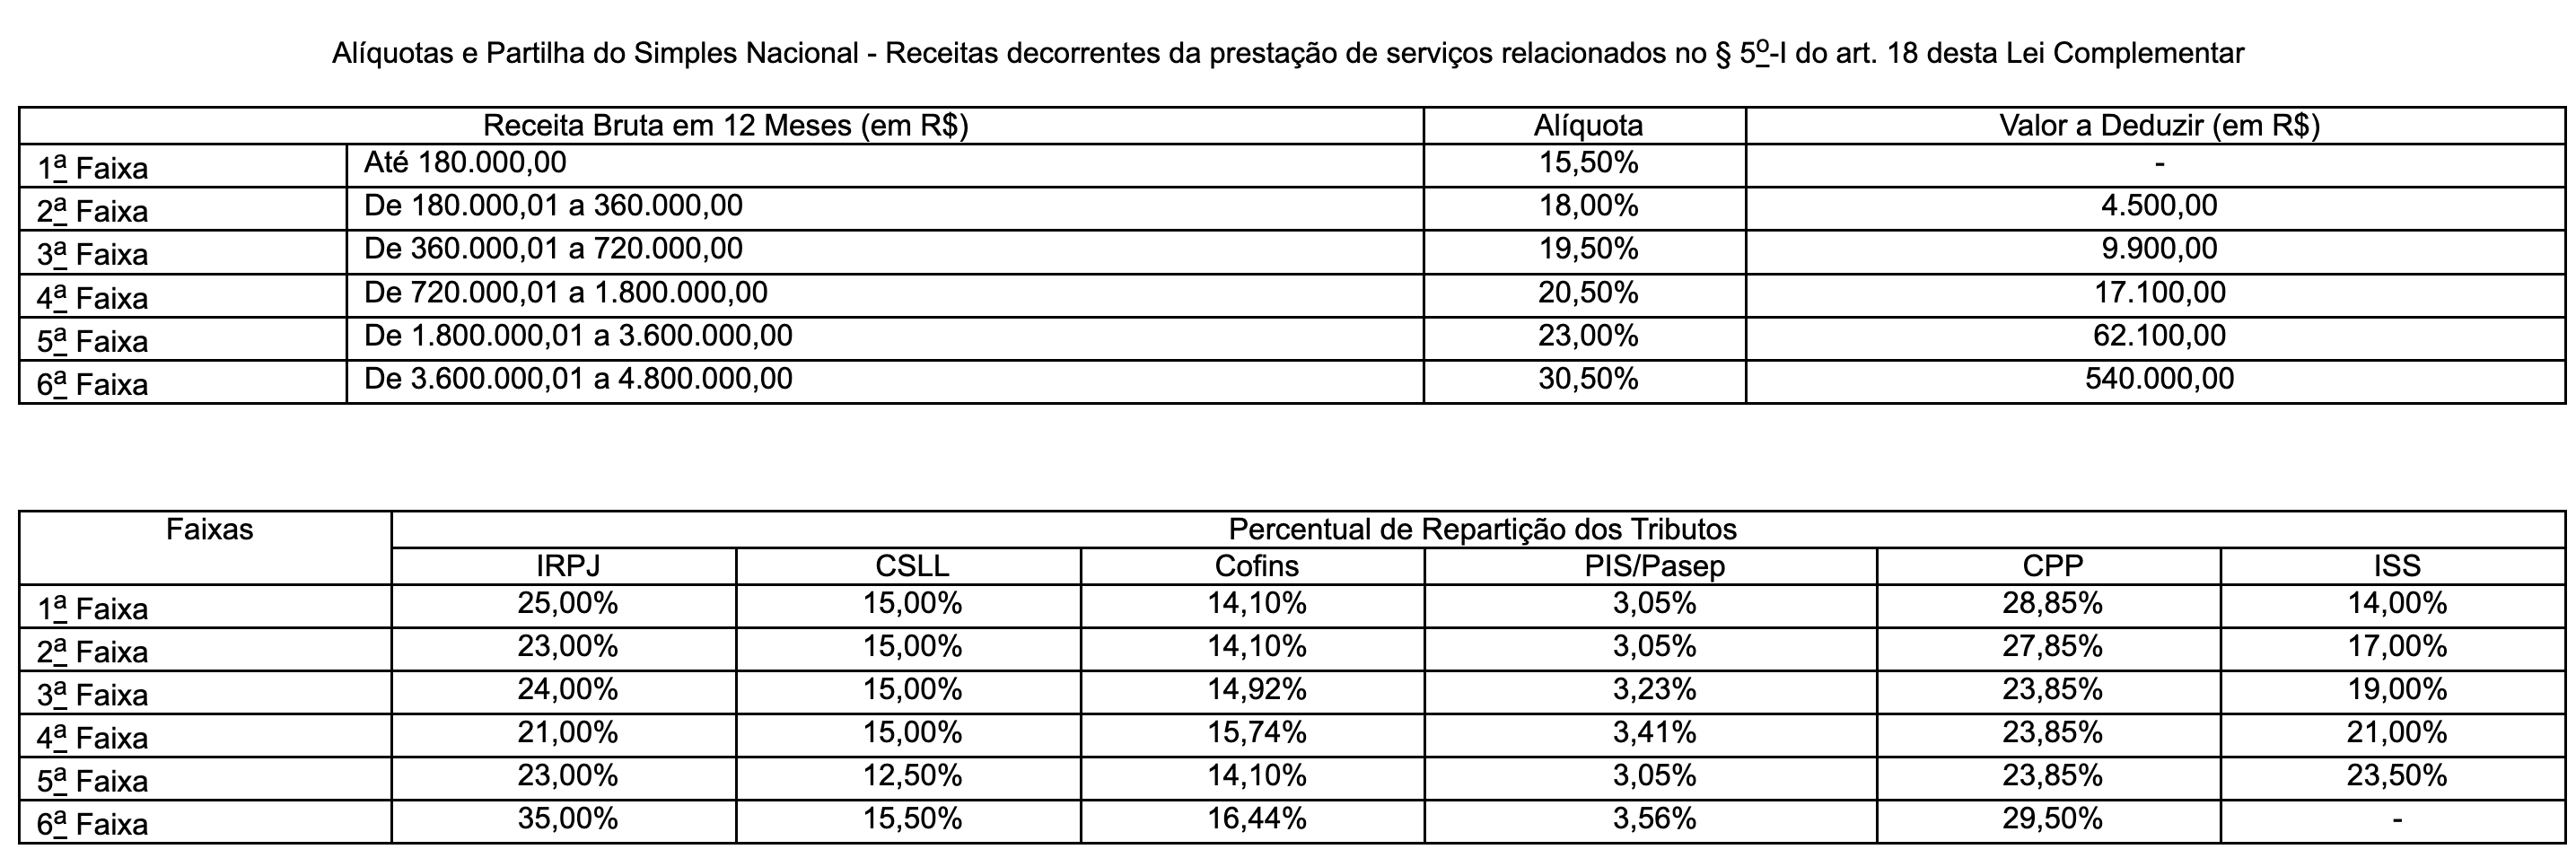 Alíquotas e Partilha do Simples Nacional - Receitas decorrentes da prestação de serviços relacionados no § 5º-I do art. 18 desta Lei Complementar
Receita Bruta em 12 Meses (em R$) Alíquota Valor a Deduzir (em R$)
1ª Faixa Até 180.000,00 15,50% -
2ª Faixa De 180.000,01 a 360.000,00 18,00% 4.500,00
3ª Faixa De 360.000,01 a 720.000,00 19,50% 9.900,00
4ª Faixa De 720.000,01 a 1.800.000,00 20,50% 17.100,00
5ª Faixa De 1.800.000,01 a 3.600.000,00 23,00% 62.100,00
6ª Faixa De 3.600.000,01 a 4.800.000,00 30,50% 540.000,00
Faixas Percentual de Repartição dos Tributos
IRPJ CSLL Cofins PIS/Pasep CPP ISS
1ª Faixa 25,00% 15,00% 14,10% 3,05% 28,85% 14,00%
2ª Faixa 23,00% 15,00% 14,10% 3,05% 27,85% 17,00%
3ª Faixa 24,00% 15,00% 14,92% 3,23% 23,85% 19,00%
4ª Faixa 21,00% 15,00% 15,74% 3,41% 23,85% 21,00%
5ª Faixa 23,00% 12,50% 14,10% 3,05% 23,85% 23,50%
6ª Faixa 35,00% 15,50% 16,44% 3,56% 29,50% -